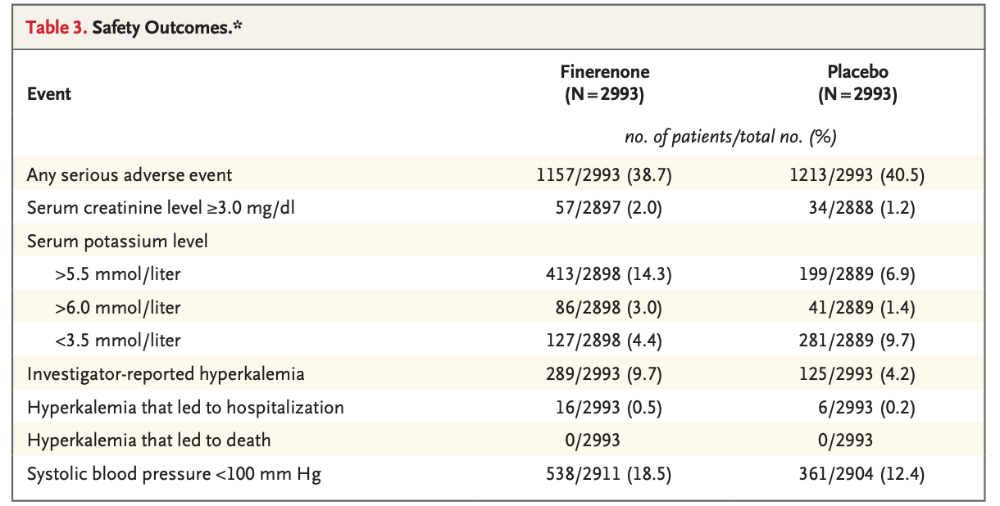 Table 3. Safety Outcomes.*
Event Finerenone (N=2993) Placebo (N=2993)
no. of patients/total no. (%)
Any serious adverse event 1157/2993 (38.7) 1213/2993 (40.5)
Serum creatinine level ≥3.0 mg/dl 57/2897 (2.0) 34/2888 (1.2)
Serum potassium level
>5.5 mmol/liter 413/2898 (14.3) 199/2889 (6.9)
>6.0 mmol/liter 86/2898 (3.0) 41/2889 (1.4)
<3.5 mmol/liter 127/2898 (4.4) 281/2889 (9.7)
Investigator-reported hyperkalemia 289/2993 (9.7) 125/2993 (4.2)
Hyperkalemia that led to hospitalization 16/2993 (0.5) 6/2993 (0.2)
Hyperkalemia that led to death 0/2993 0/2993
Systolic blood pressure <100 mm Hg 538/2911 (18.5) 361/2904 (12.4)